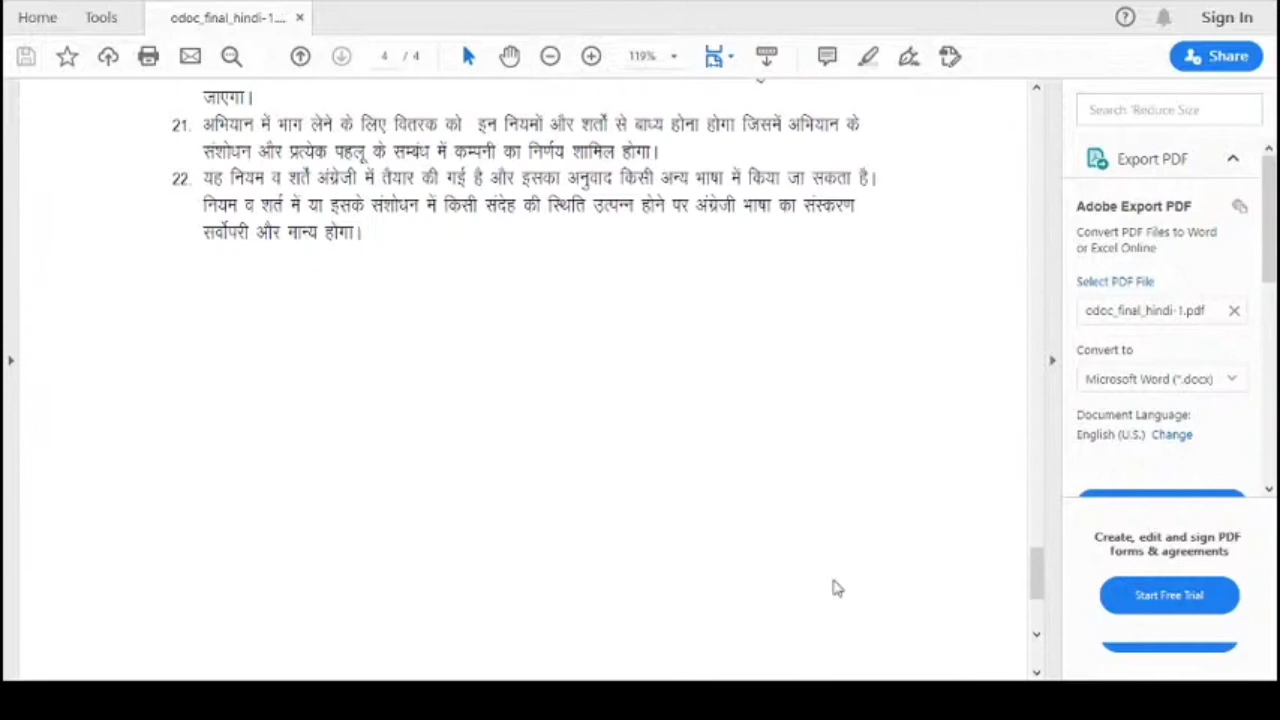 Home Tools odoc_final_hindi-1.... × Sign In
4 / 4 119% Share
जाएगा।
21. अभियान में भाग लेने के लिए वितरक को इन नियमों और शर्तों से बाध्य होना होगा जिसमें अभियान के
संशोधन और प्रत्येक पहलू के सम्बंध में कम्पनी का निर्णय शामिल होगा।
22. यह नियम व शर्तें अंग्रेजी में तैयार की गई है और इसका अनुवाद किसी अन्य भाषा में किया जा सकता है।
नियम व शर्त में या इसके संशोधन में किसी संदेह की स्थिति उत्पन्न होने पर अंग्रेजी भाषा का संस्करण
सर्वोपरी और मान्य होगा।
Search 'Reduce Size
Export PDF
Adobe Export PDF
Convert PDF Files to Word
or Excel Online
Select PDF File
odoc_final_hindi-1.pdf ×
Convert to
Microsoft Word (*.docx)
Document Language:
English (U.S.) Change
Create, edit and sign PDF
forms & agreements
Start Free Trial